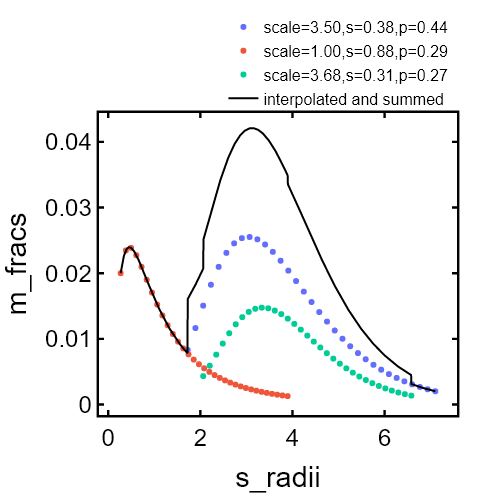 scale=3.50,s=0.38,p=0.44
scale=1.00,s=0.88,p=0.29
scale=3.68,s=0.31,p=0.27
interpolated and summed
0.04
0.03
0.02
0.01
0
m_fracs
0 2 4 6
s_radii